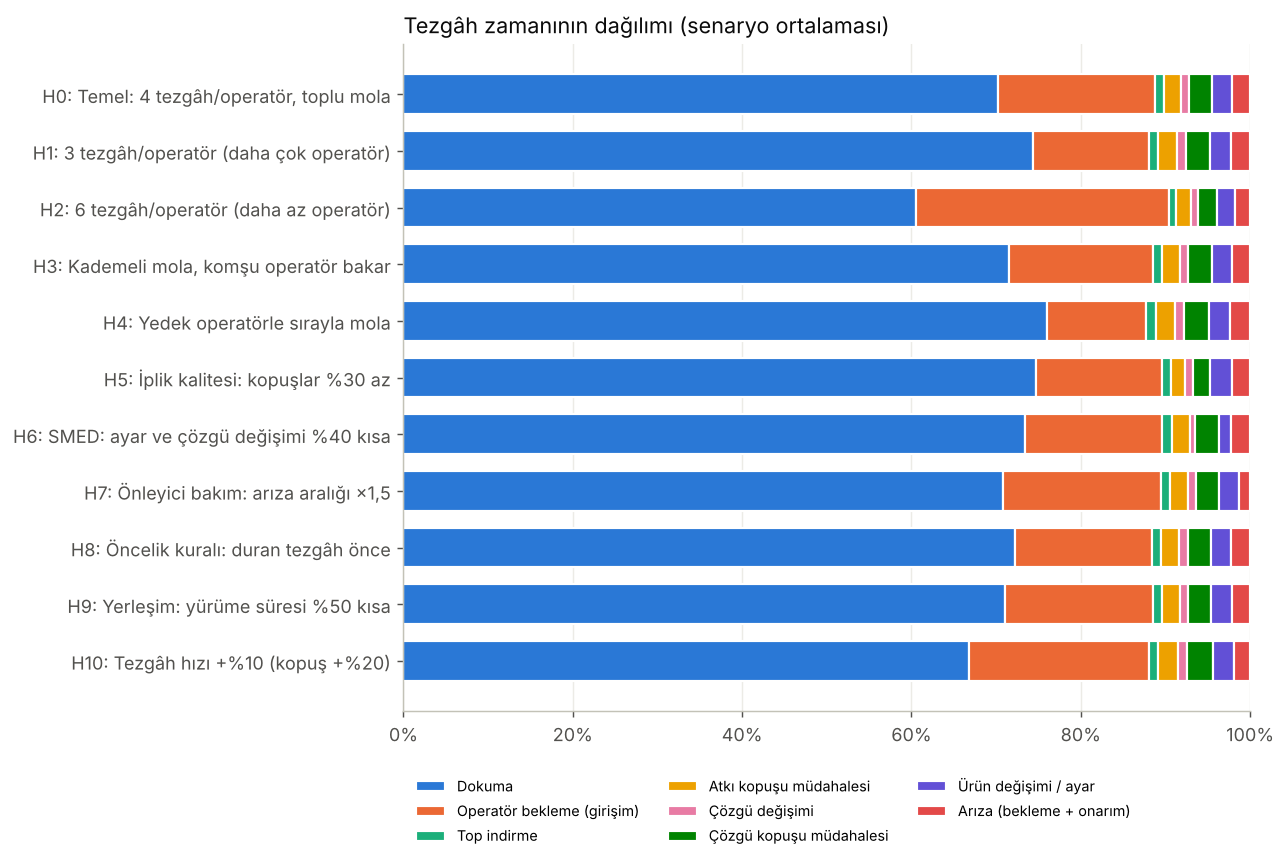 Tezgâh zamanının dağılımı (senaryo ortalaması)
H0: Temel: 4 tezgâh/operatör, toplu mola
H1: 3 tezgâh/operatör (daha çok operatör)
H2: 6 tezgâh/operatör (daha az operatör)
H3: Kademeli mola, komşu operatör bakar
H4: Yedek operatörle sırayla mola
H5: İplik kalitesi: kopuşlar %30 az
H6: SMED: ayar ve çözgü değişimi %40 kısa
H7: Önleyici bakım: arıza aralığı ×1,5
H8: Öncelik kuralı: duran tezgâh önce
H9: Yerleşim: yürüme süresi %50 kısa
H10: Tezgâh hızı +%10 (kopuş +%20)
0% 20% 40% 60% 80% 100%
Dokuma
Operatör bekleme (girişim)
Top indirme
Atkı kopuşu müdahalesi
Çözgü değişimi
Çözgü kopuşu müdahalesi
Ürün değişimi / ayar
Arıza (bekleme + onarım)